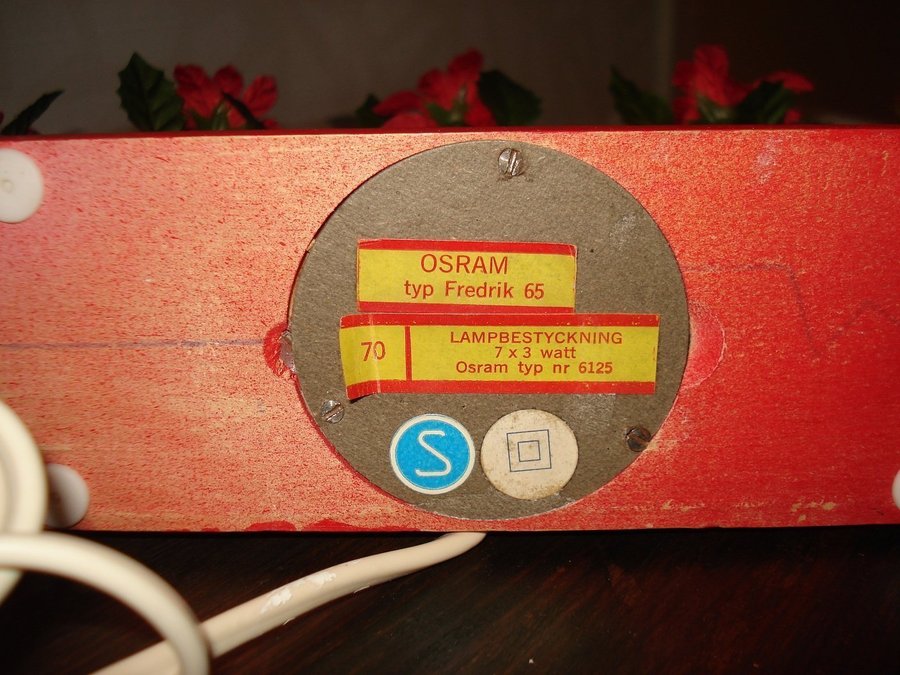 OSRAM
typ Fredrik 65
70
LAMPBESTYCKNING
7 x 3 watt
Osram typ nr 6125
S